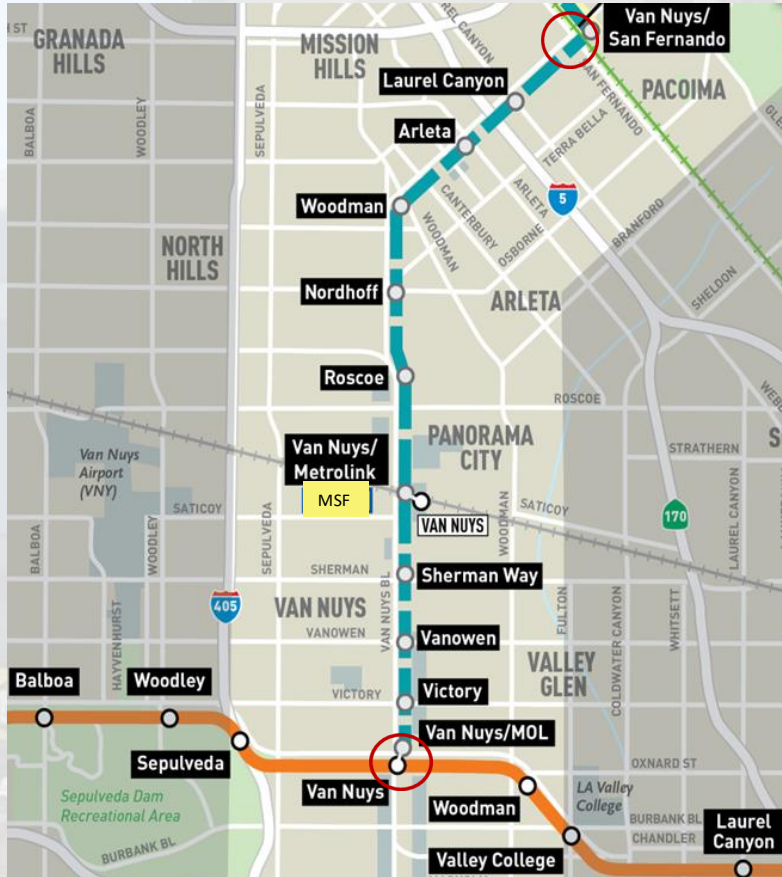 GRANADA
HILLS
MISSION
HILLS
Van Nuys/
San Fernando
LAUREL CANYON
SAN FERNANDO
PACOIMA
Laurel Canyon
Arleta
TERRA BELLA
BALBOA
WOODLEY
SEPULVEDA
ARLETA
OSBORNE
CANTERBURY
WOODMAN
5
BRANFORD
Woodman
NORTH
HILLS
SHELDON
Nordhoff
ARLETA
Roscoe
ROSCOE
Van Nuys/
Metrolink
PANORAMA
CITY
STRATHERN
Van Nuys
Airport
(VNY)
MSF
SATICOY
VAN NUYS
WOODMAN
SATICOY
170
LAUREL CANYON
BALBOA
WOODLEY
SEPULVEDA
SHERMAN
VAN NUYS BL
Sherman Way
405
VAN NUYS
VANOWEN
Vanowen
FULTON
COLDWATER CANYON
WHITSETT
HAYVENHURST
VALLEY
GLEN
Balboa
Woodley
VICTORY
Victory
Van Nuys/MOL
Sepulveda
OXNARD ST
Van Nuys
Woodman
LA Valley
College
Sepulveda Dam
Recreational Area
BURBANK BL
BURBANK BL
CHANDLER
Valley College
Laurel
Canyon